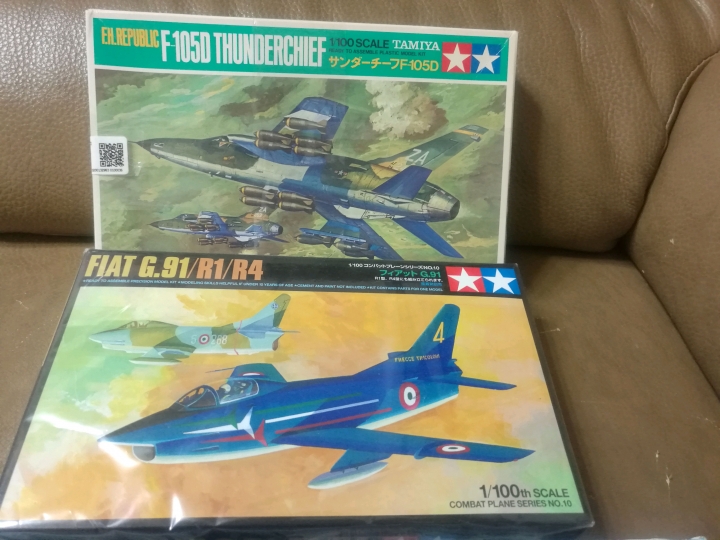 F.H. REPUBLIC F-105D THUNDERCHIEF
1/100 SCALE TAMIYA
サンダーチーフF-105D
ZA
FIAT G.91/R1/R4
1/100 コンバットプレーンシリーズNO.10
フィアット G.91
4
FRECCE TRICOLORI
1/100th SCALE
COMBAT PLANE SERIES NO.10